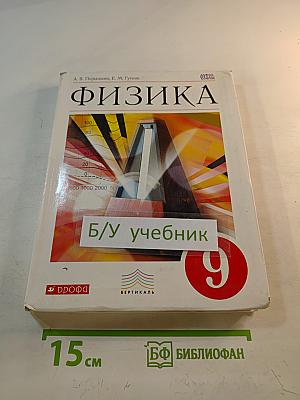 А. В. Перышкин, Е. М. Гутник
ФИЗИКА
Б/У учебник
9
ДРОФА
ВЕРТИКАЛЬ
15 см
БФ БИБЛИОФАН